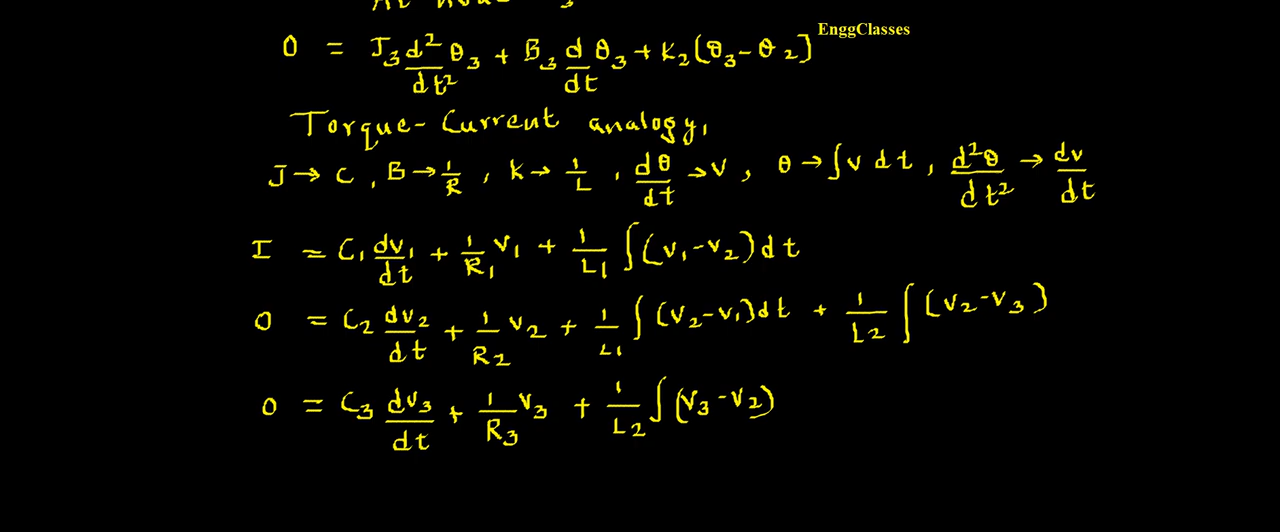 At node 3
EnggClasses
0 = J₃ d²/dt² θ₃ + B₃ d/dt θ₃ + K₂ (θ₃ - θ₂)
Torque-Current analogy,
J → C, B → 1/R, K → 1/L, dθ/dt → V, θ → ∫ v dt, d²θ/dt² → dv/dt
I = C₁ dv₁/dt + 1/R₁ V₁ + 1/L₁ ∫ (v₁ - v₂) dt
0 = C₂ dv₂/dt + 1/R₂ V₂ + 1/L₁ ∫ (V₂ - V₁) dt + 1/L₂ ∫ (V₂ - V₃)
0 = C₃ dv₃/dt + 1/R₃ V₃ + 1/L₂ ∫ (V₃ - V₂)